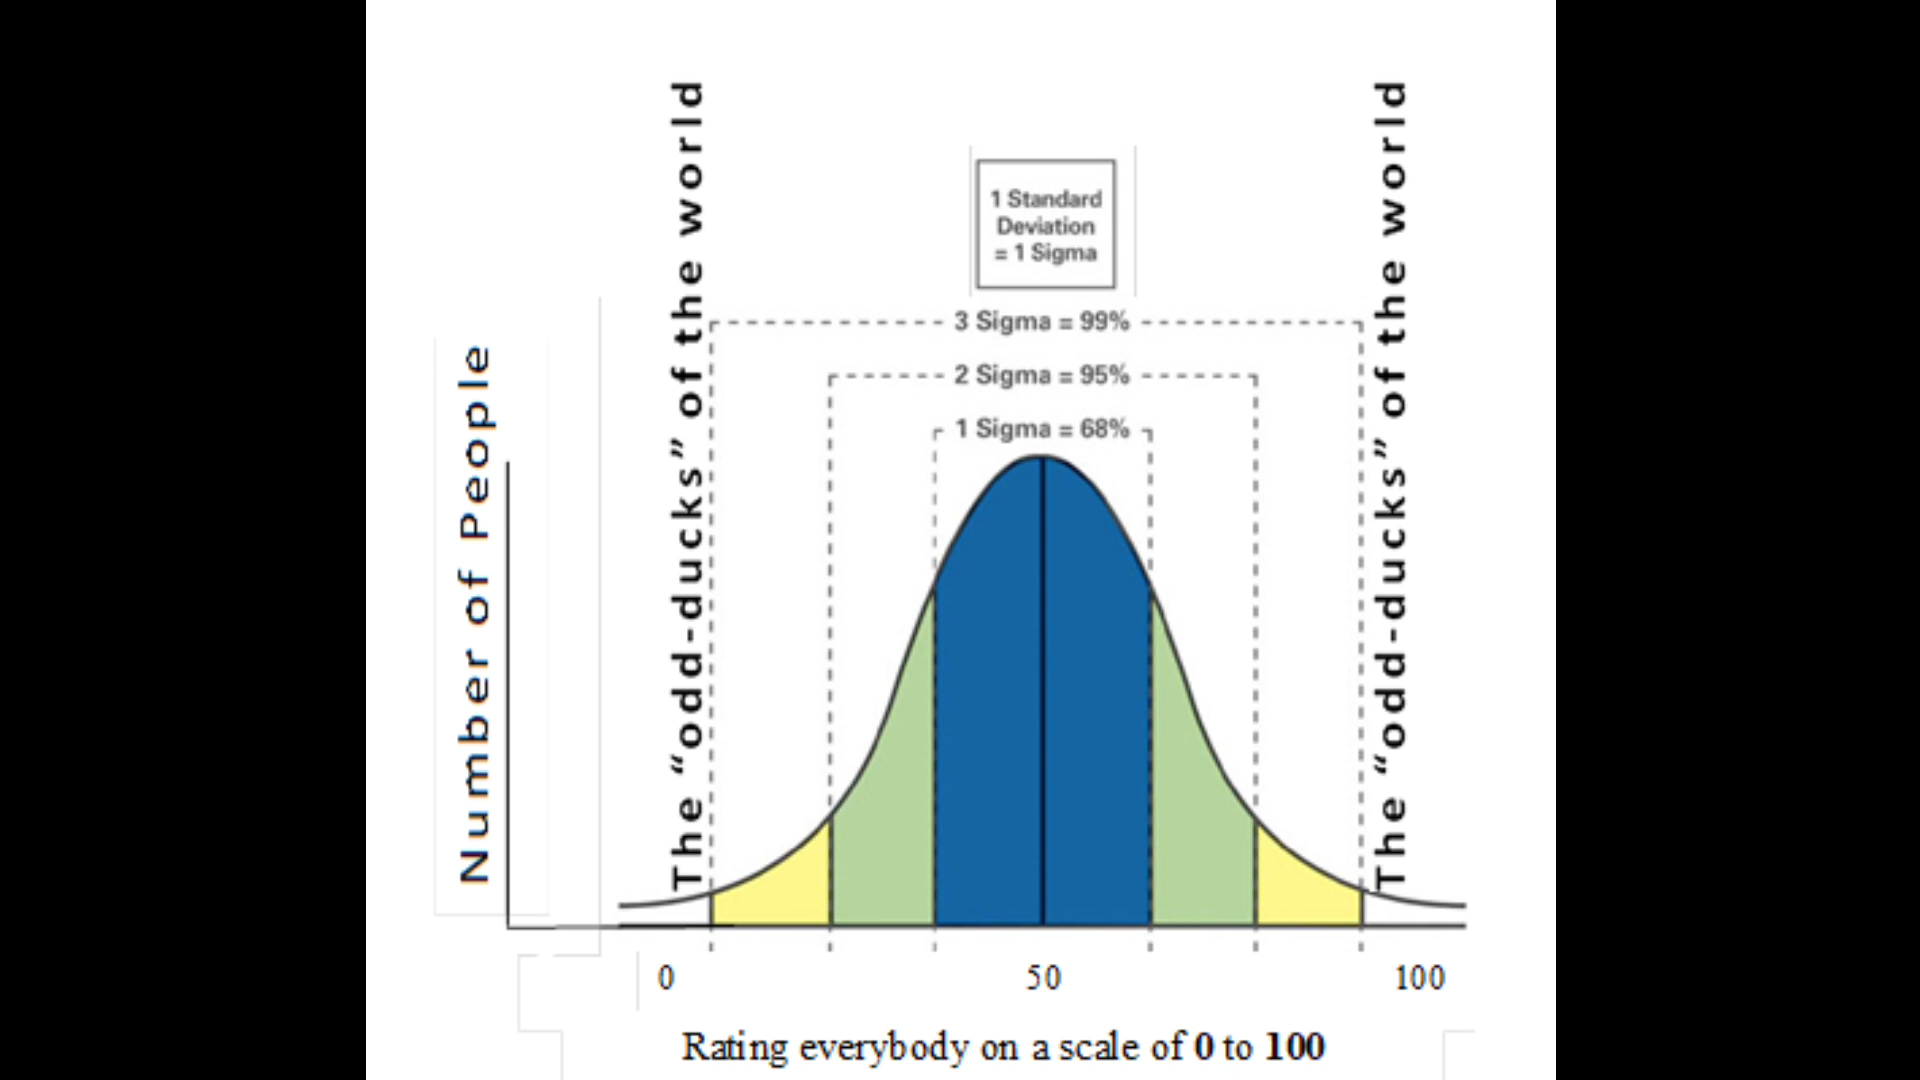 The “odd-ducks” of the world
The “odd-ducks” of the world
1 Standard
Deviation
= 1 Sigma
3 Sigma = 99%
2 Sigma = 95%
1 Sigma = 68%
Number of People
0 50 100
Rating everybody on a scale of 0 to 100